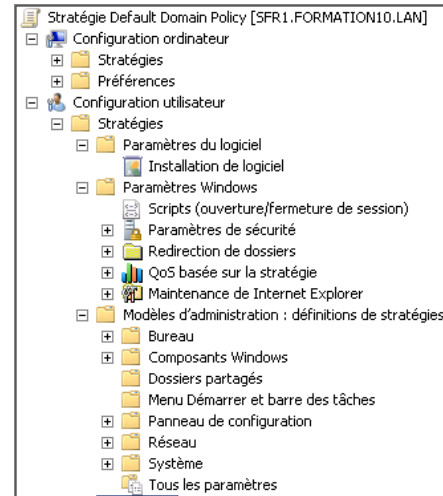 Stratégie Default Domain Policy [SFR1.FORMATION10.LAN]
Configuration ordinateur
Stratégies
Préférences
Configuration utilisateur
Stratégies
Paramètres du logiciel
Installation de logiciel
Paramètres Windows
Scripts (ouverture/fermeture de session)
Paramètres de sécurité
Redirection de dossiers
QoS basée sur la stratégie
Maintenance de Internet Explorer
Modèles d'administration : définitions de stratégies
Bureau
Composants Windows
Dossiers partagés
Menu Démarrer et barre des tâches
Panneau de configuration
Réseau
Système
Tous les paramètres